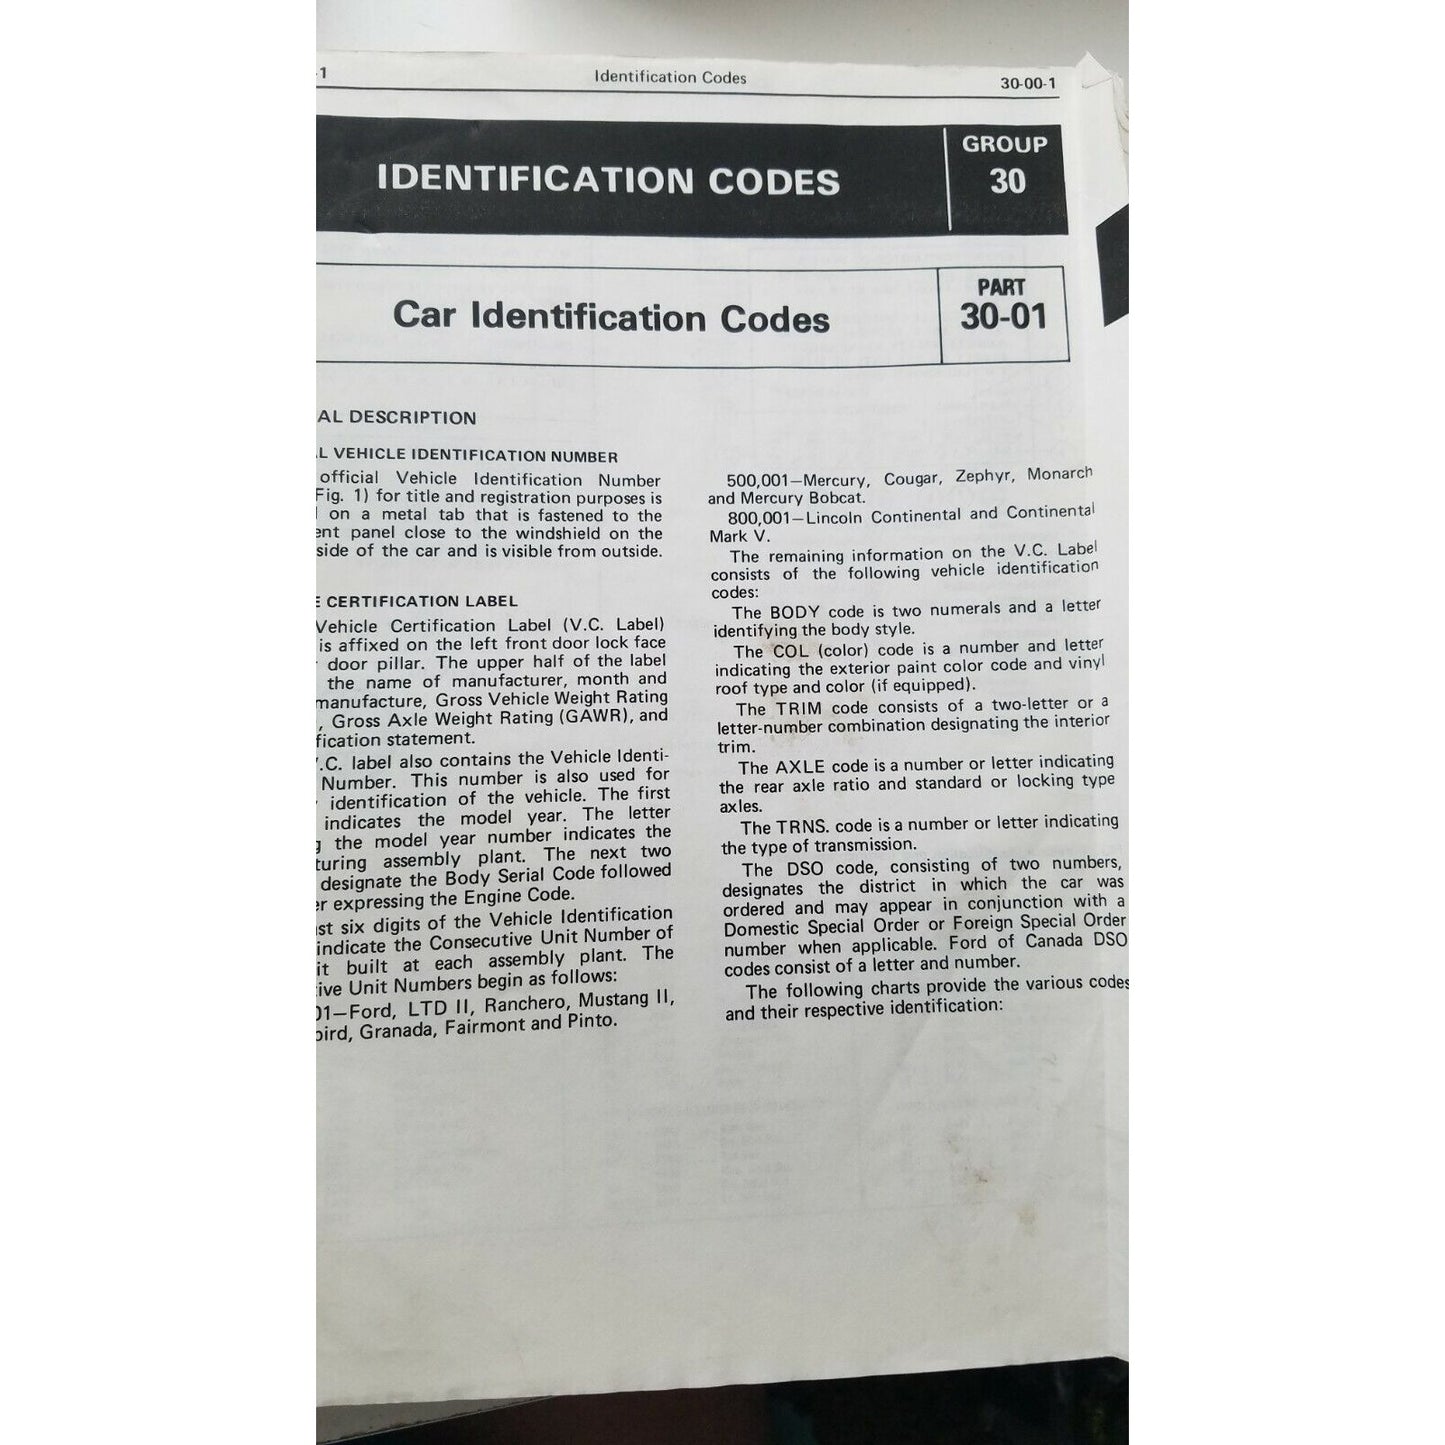 -1 Identification Codes 30-00-1
IDENTIFICATION CODES
GROUP
30
Car Identification Codes
PART
30-01
AL DESCRIPTION
L VEHICLE IDENTIFICATION NUMBER
official Vehicle Identification Number
Fig. 1) for title and registration purposes is
on a metal tab that is fastened to the
ent panel close to the windshield on the
side of the car and is visible from outside.
E CERTIFICATION LABEL
Vehicle Certification Label (V.C. Label)
is affixed on the left front door lock face
door pillar. The upper half of the label
the name of manufacturer, month and
manufacture, Gross Vehicle Weight Rating
, Gross Axle Weight Rating (GAWR), and
fication statement.
.C. label also contains the Vehicle Identi-
Number. This number is also used for
identification of the vehicle. The first
indicates the model year. The letter
g the model year number indicates the
turing assembly plant. The next two
designate the Body Serial Code followed
er expressing the Engine Code.
st six digits of the Vehicle Identification
indicate the Consecutive Unit Number of
it built at each assembly plant. The
ive Unit Numbers begin as follows:
01—Ford, LTD II, Ranchero, Mustang II,
bird, Granada, Fairmont and Pinto.
500,001—Mercury, Cougar, Zephyr, Monarch
and Mercury Bobcat.
800,001—Lincoln Continental and Continental
Mark V.
The remaining information on the V.C. Label
consists of the following vehicle identification
codes:
The BODY code is two numerals and a letter
identifying the body style.
The COL (color) code is a number and letter
indicating the exterior paint color code and vinyl
roof type and color (if equipped).
The TRIM code consists of a two-letter or a
letter-number combination designating the interior
trim.
The AXLE code is a number or letter indicating
the rear axle ratio and standard or locking type
axles.
The TRNS. code is a number or letter indicating
the type of transmission.
The DSO code, consisting of two numbers,
designates the district in which the car was
ordered and may appear in conjunction with a
Domestic Special Order or Foreign Special Order
number when applicable. Ford of Canada DSO
codes consist of a letter and number.
The following charts provide the various codes
and their respective identification: